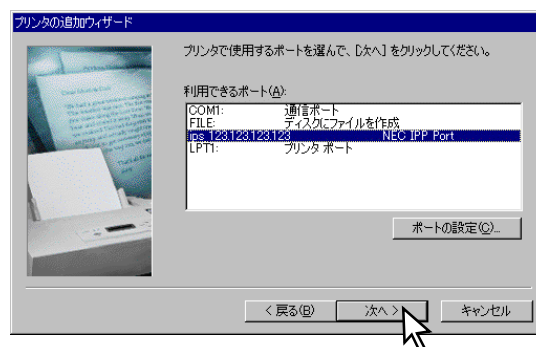 プリンタの追加ウィザード
プリンタで使用するポートを選んで、[次へ] をクリックしてください。
利用できるポート(A):
COM1: 通信ポート
FILE: ディスクにファイルを作成
ips_123.123.123.123 NEC IPP Port
LPT1: プリンタ ポート
ポートの設定(C)...
< 戻る(B) 次へ > キャンセル